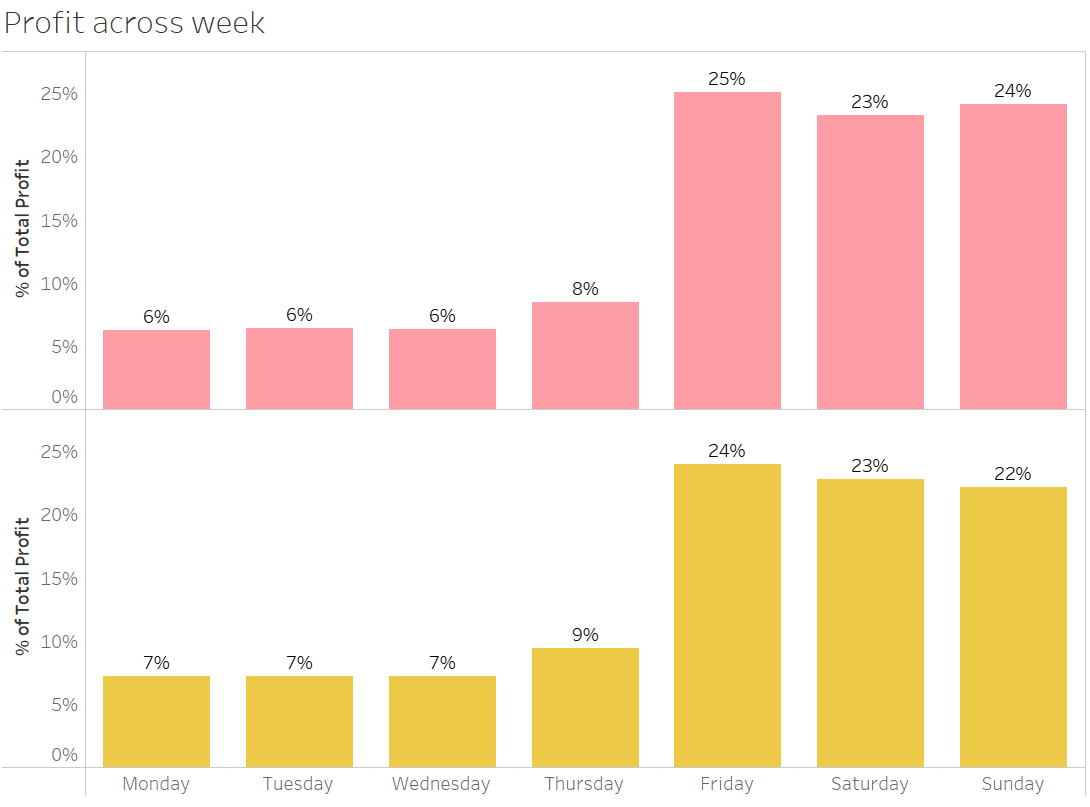 Profit across week
% of Total Profit
25%
20%
15%
10%
5%
0%
6%
6%
6%
8%
25%
23%
24%
% of Total Profit
25%
20%
15%
10%
5%
0%
7%
7%
7%
9%
24%
23%
22%
Monday
Tuesday
Wednesday
Thursday
Friday
Saturday
Sunday